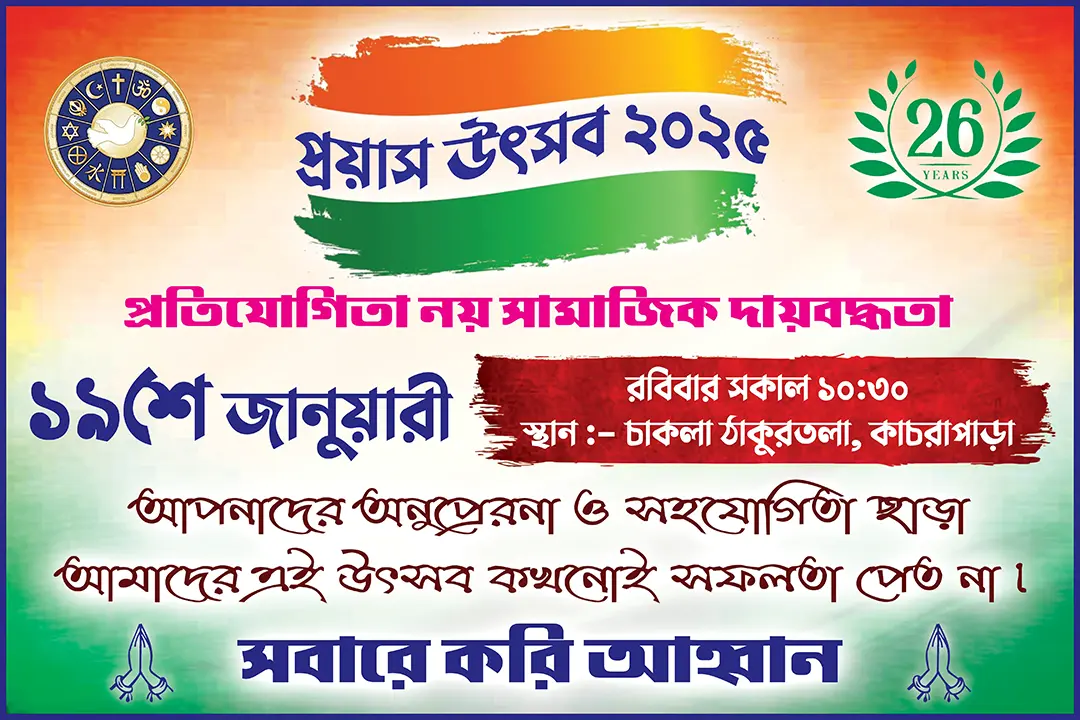 প্রয়াস উৎসব ২০২৫
26
YEARS
প্রতিযোগিতা নয় সামাজিক দায়বদ্ধতা
১৯শে জানুয়ারী
রবিবার সকাল ১০:৩০
স্থান :- চাকলা ঠাকুরতলা, কাচরাপাড়া
আপনাদের অনুপ্রেরনা ও সহযোগিতা ছাড়া
আমাদের এই উৎসব কখনোই সফলতা পেত না।
সবারে করি আহ্বান